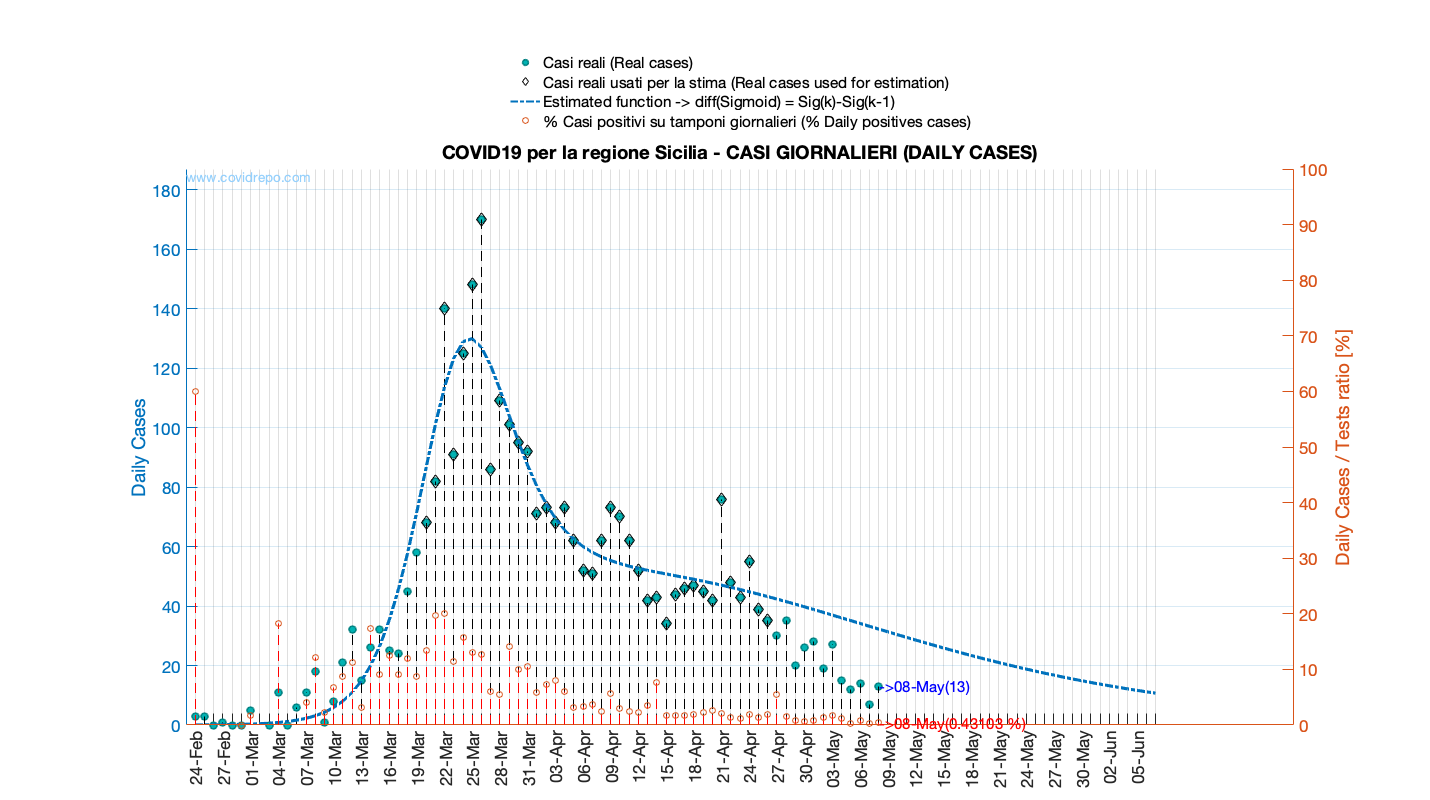 Casi reali (Real cases)
Casi reali usati per la stima (Real cases used for estimation)
Estimated function -> diff(Sigmoid) = Sig(k)-Sig(k-1)
% Casi positivi su tamponi giornalieri (% Daily positives cases)
COVID19 per la regione Sicilia - CASI GIORNALIERI (DAILY CASES)
www.covidrepo.com
Daily Cases
180
160
140
120
100
80
60
40
20
0
100
90
80
70
60
50
40
30
20
10
0
Daily Cases / Tests ratio [%]
>08-May(13)
>08-May(0.43103 %)
24-Feb
27-Feb
01-Mar
04-Mar
07-Mar
10-Mar
13-Mar
16-Mar
19-Mar
22-Mar
25-Mar
28-Mar
31-Mar
03-Apr
06-Apr
09-Apr
12-Apr
15-Apr
18-Apr
21-Apr
24-Apr
27-Apr
30-Apr
03-May
06-May
09-May
12-May
15-May
18-May
21-May
24-May
27-May
30-May
02-Jun
05-Jun